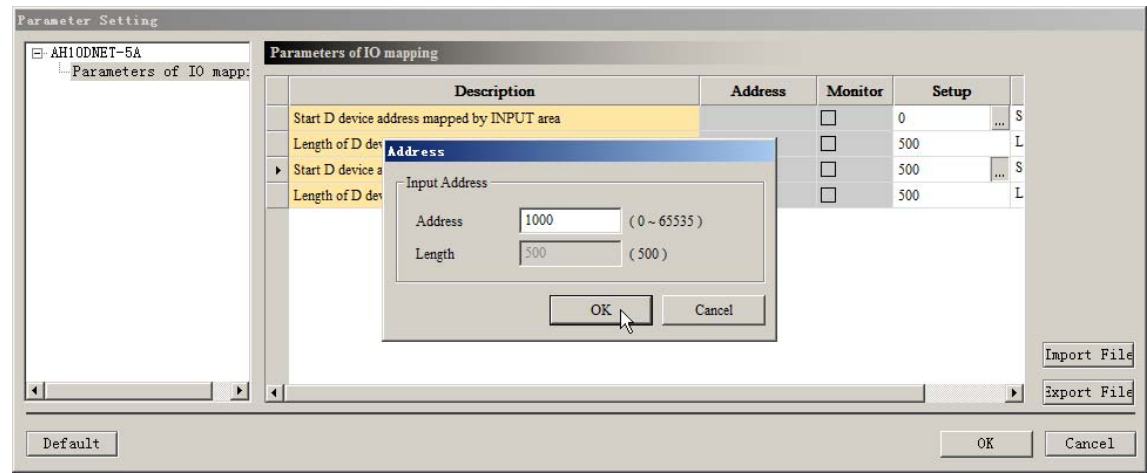 Parameter Setting
AH10DNET-5A
Parameters of IO mapp:
Parameters of IO mapping
Description Address Monitor Setup
Start D device address mapped by INPUT area 0 ... S
Length of D dev 500 L
Start D device a 500 ... S
Length of D dev 500 L
Address
Input Address
Address 1000 ( 0 ~ 65535 )
Length 500 ( 500 )
OK Cancel
Import File
Export File
Default OK Cancel